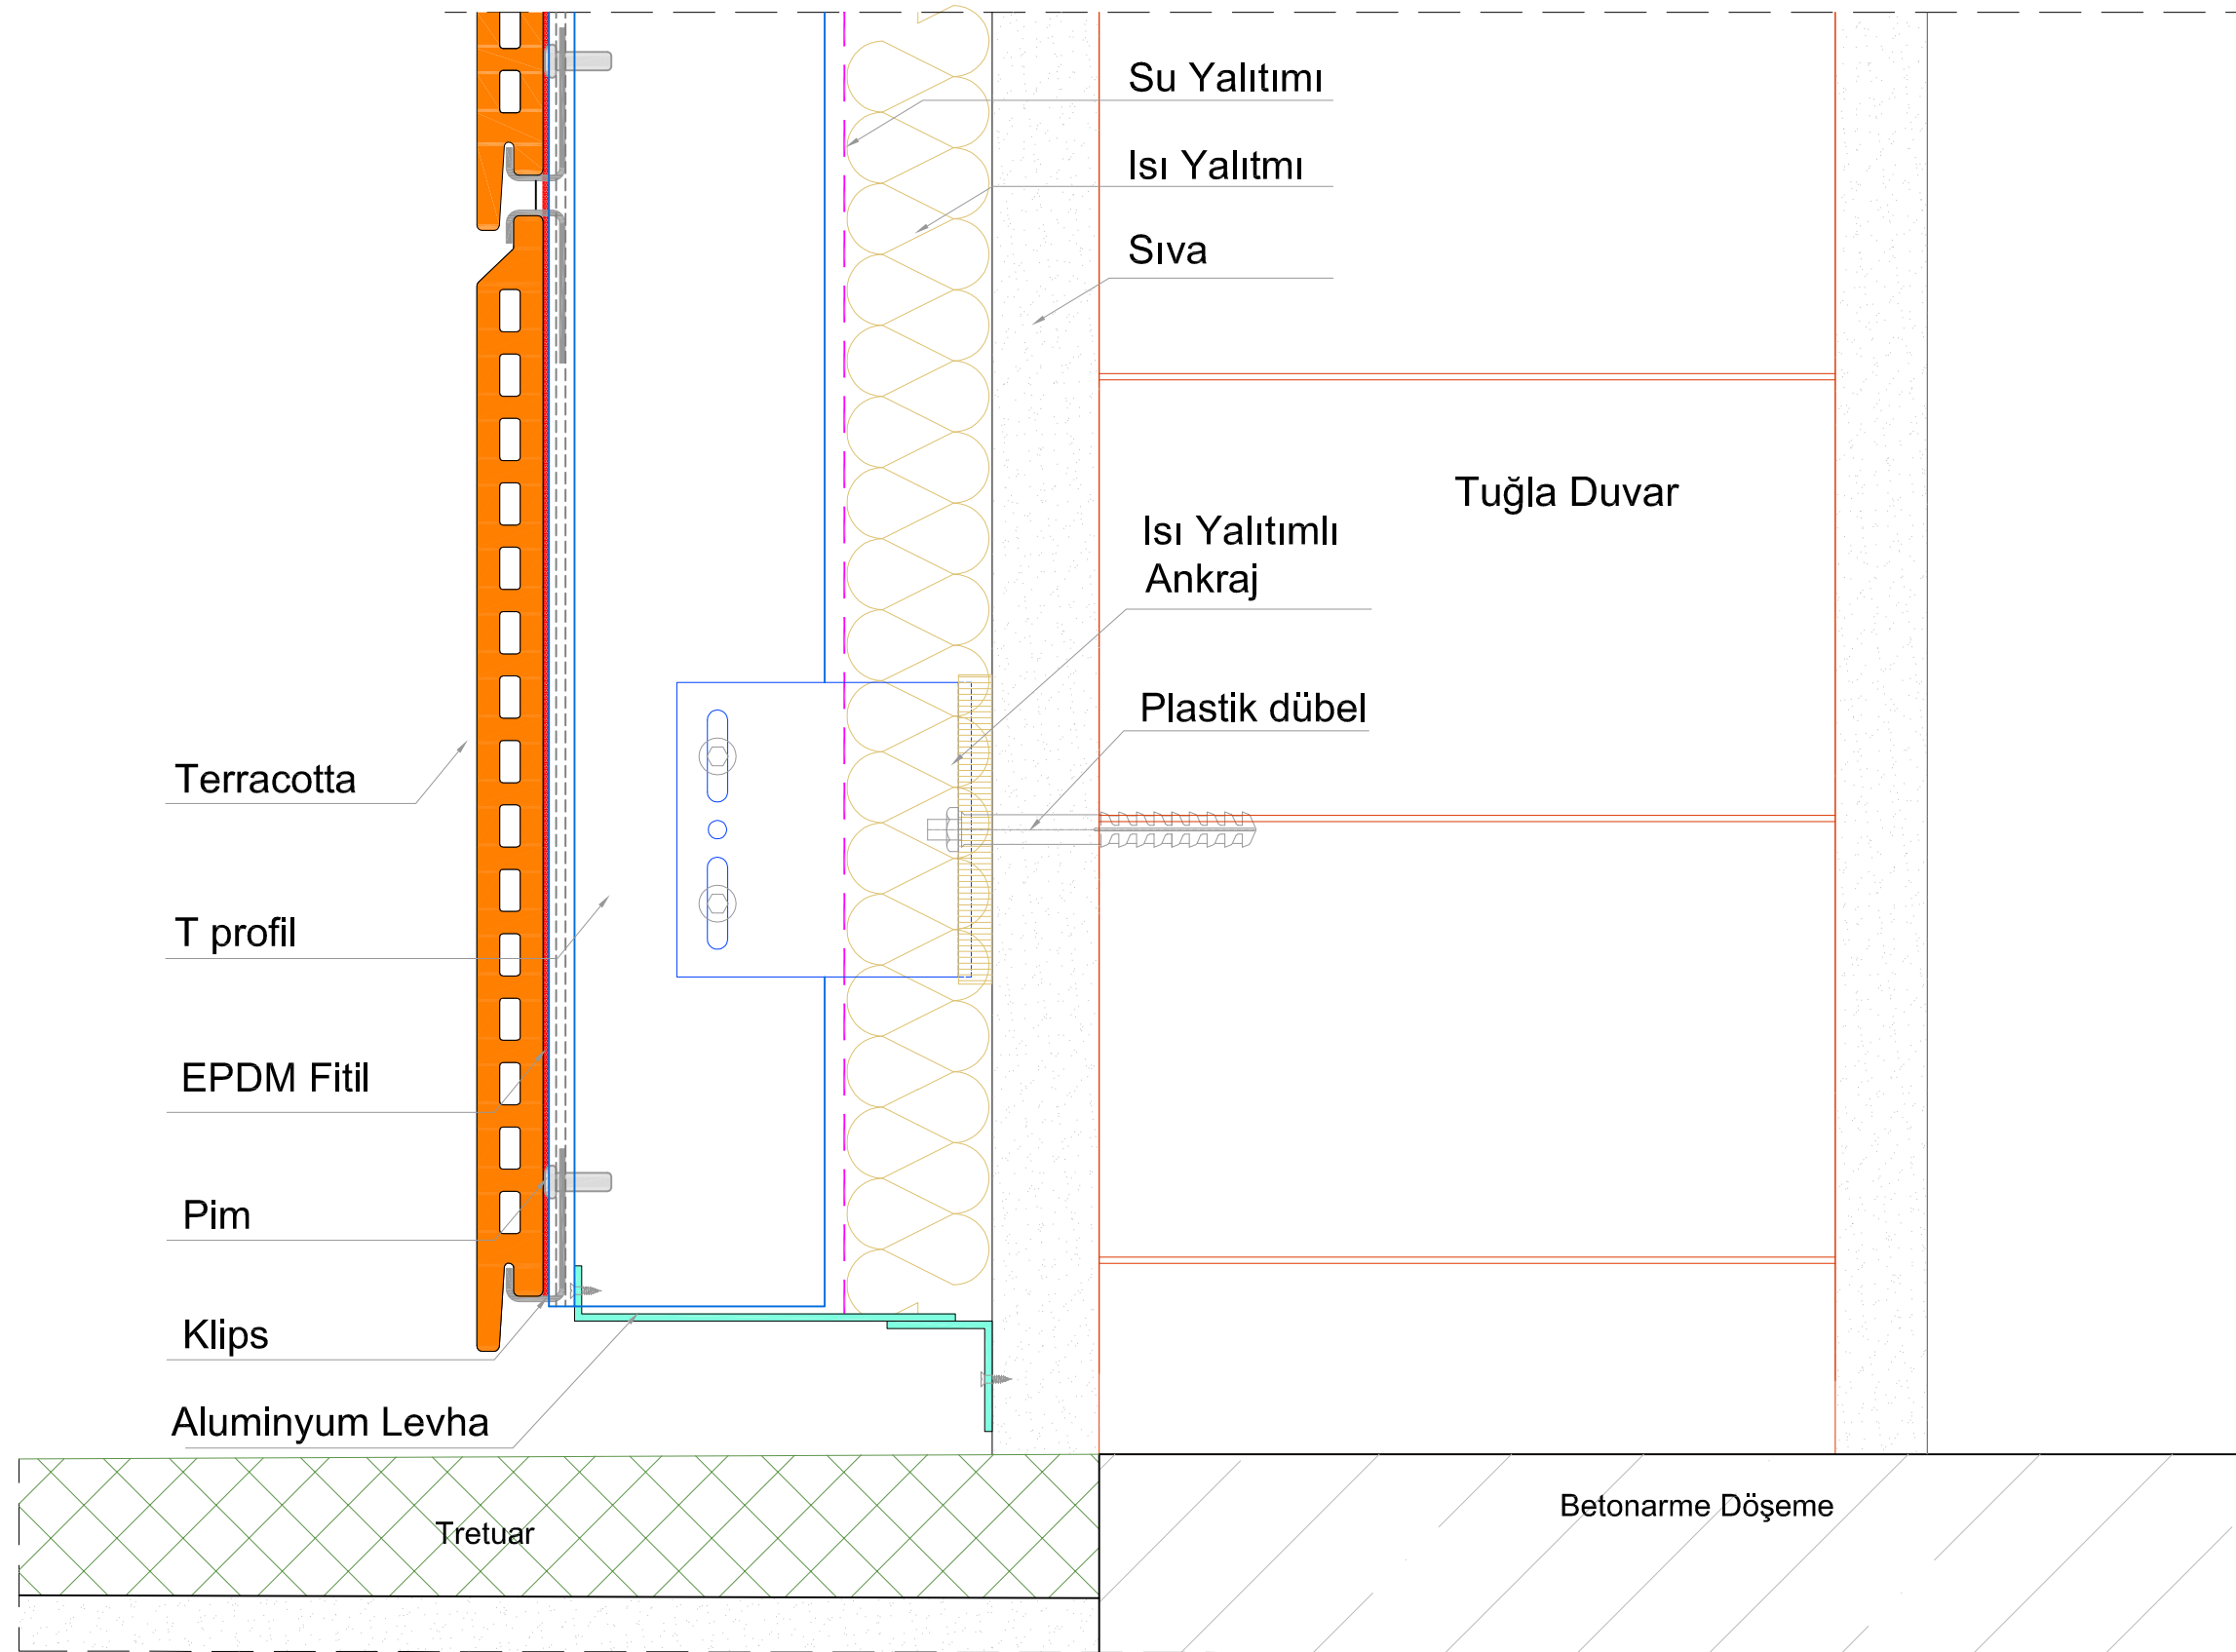 Su Yalıtımı
Isı Yalıtmı
Sıva
Tuğla Duvar
Isı Yalıtımlı
Ankraj
Plastik dübel
Terracotta
T profil
EPDM Fitil
Pim
Klips
Aluminyum Levha
Tretuar
Betonarme Döşeme